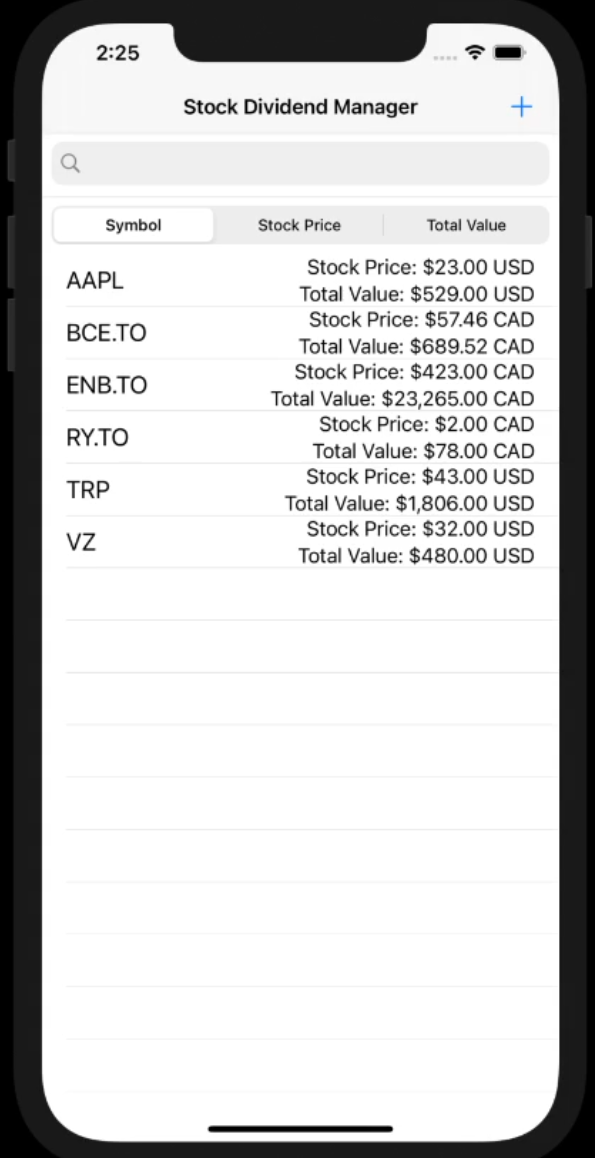 2:25
Stock Dividend Manager +
Symbol Stock Price Total Value
Stock Price: $23.00 USD
AAPL
Total Value: $529.00 USD
Stock Price: $57.46 CAD
BCE.TO
Total Value: $689.52 CAD
Stock Price: $423.00 CAD
ENB.TO
Total Value: $23,265.00 CAD
Stock Price: $2.00 CAD
RY.TO
Total Value: $78.00 CAD
Stock Price: $43.00 USD
TRP
Total Value: $1,806.00 USD
Stock Price: $32.00 USD
VZ
Total Value: $480.00 USD